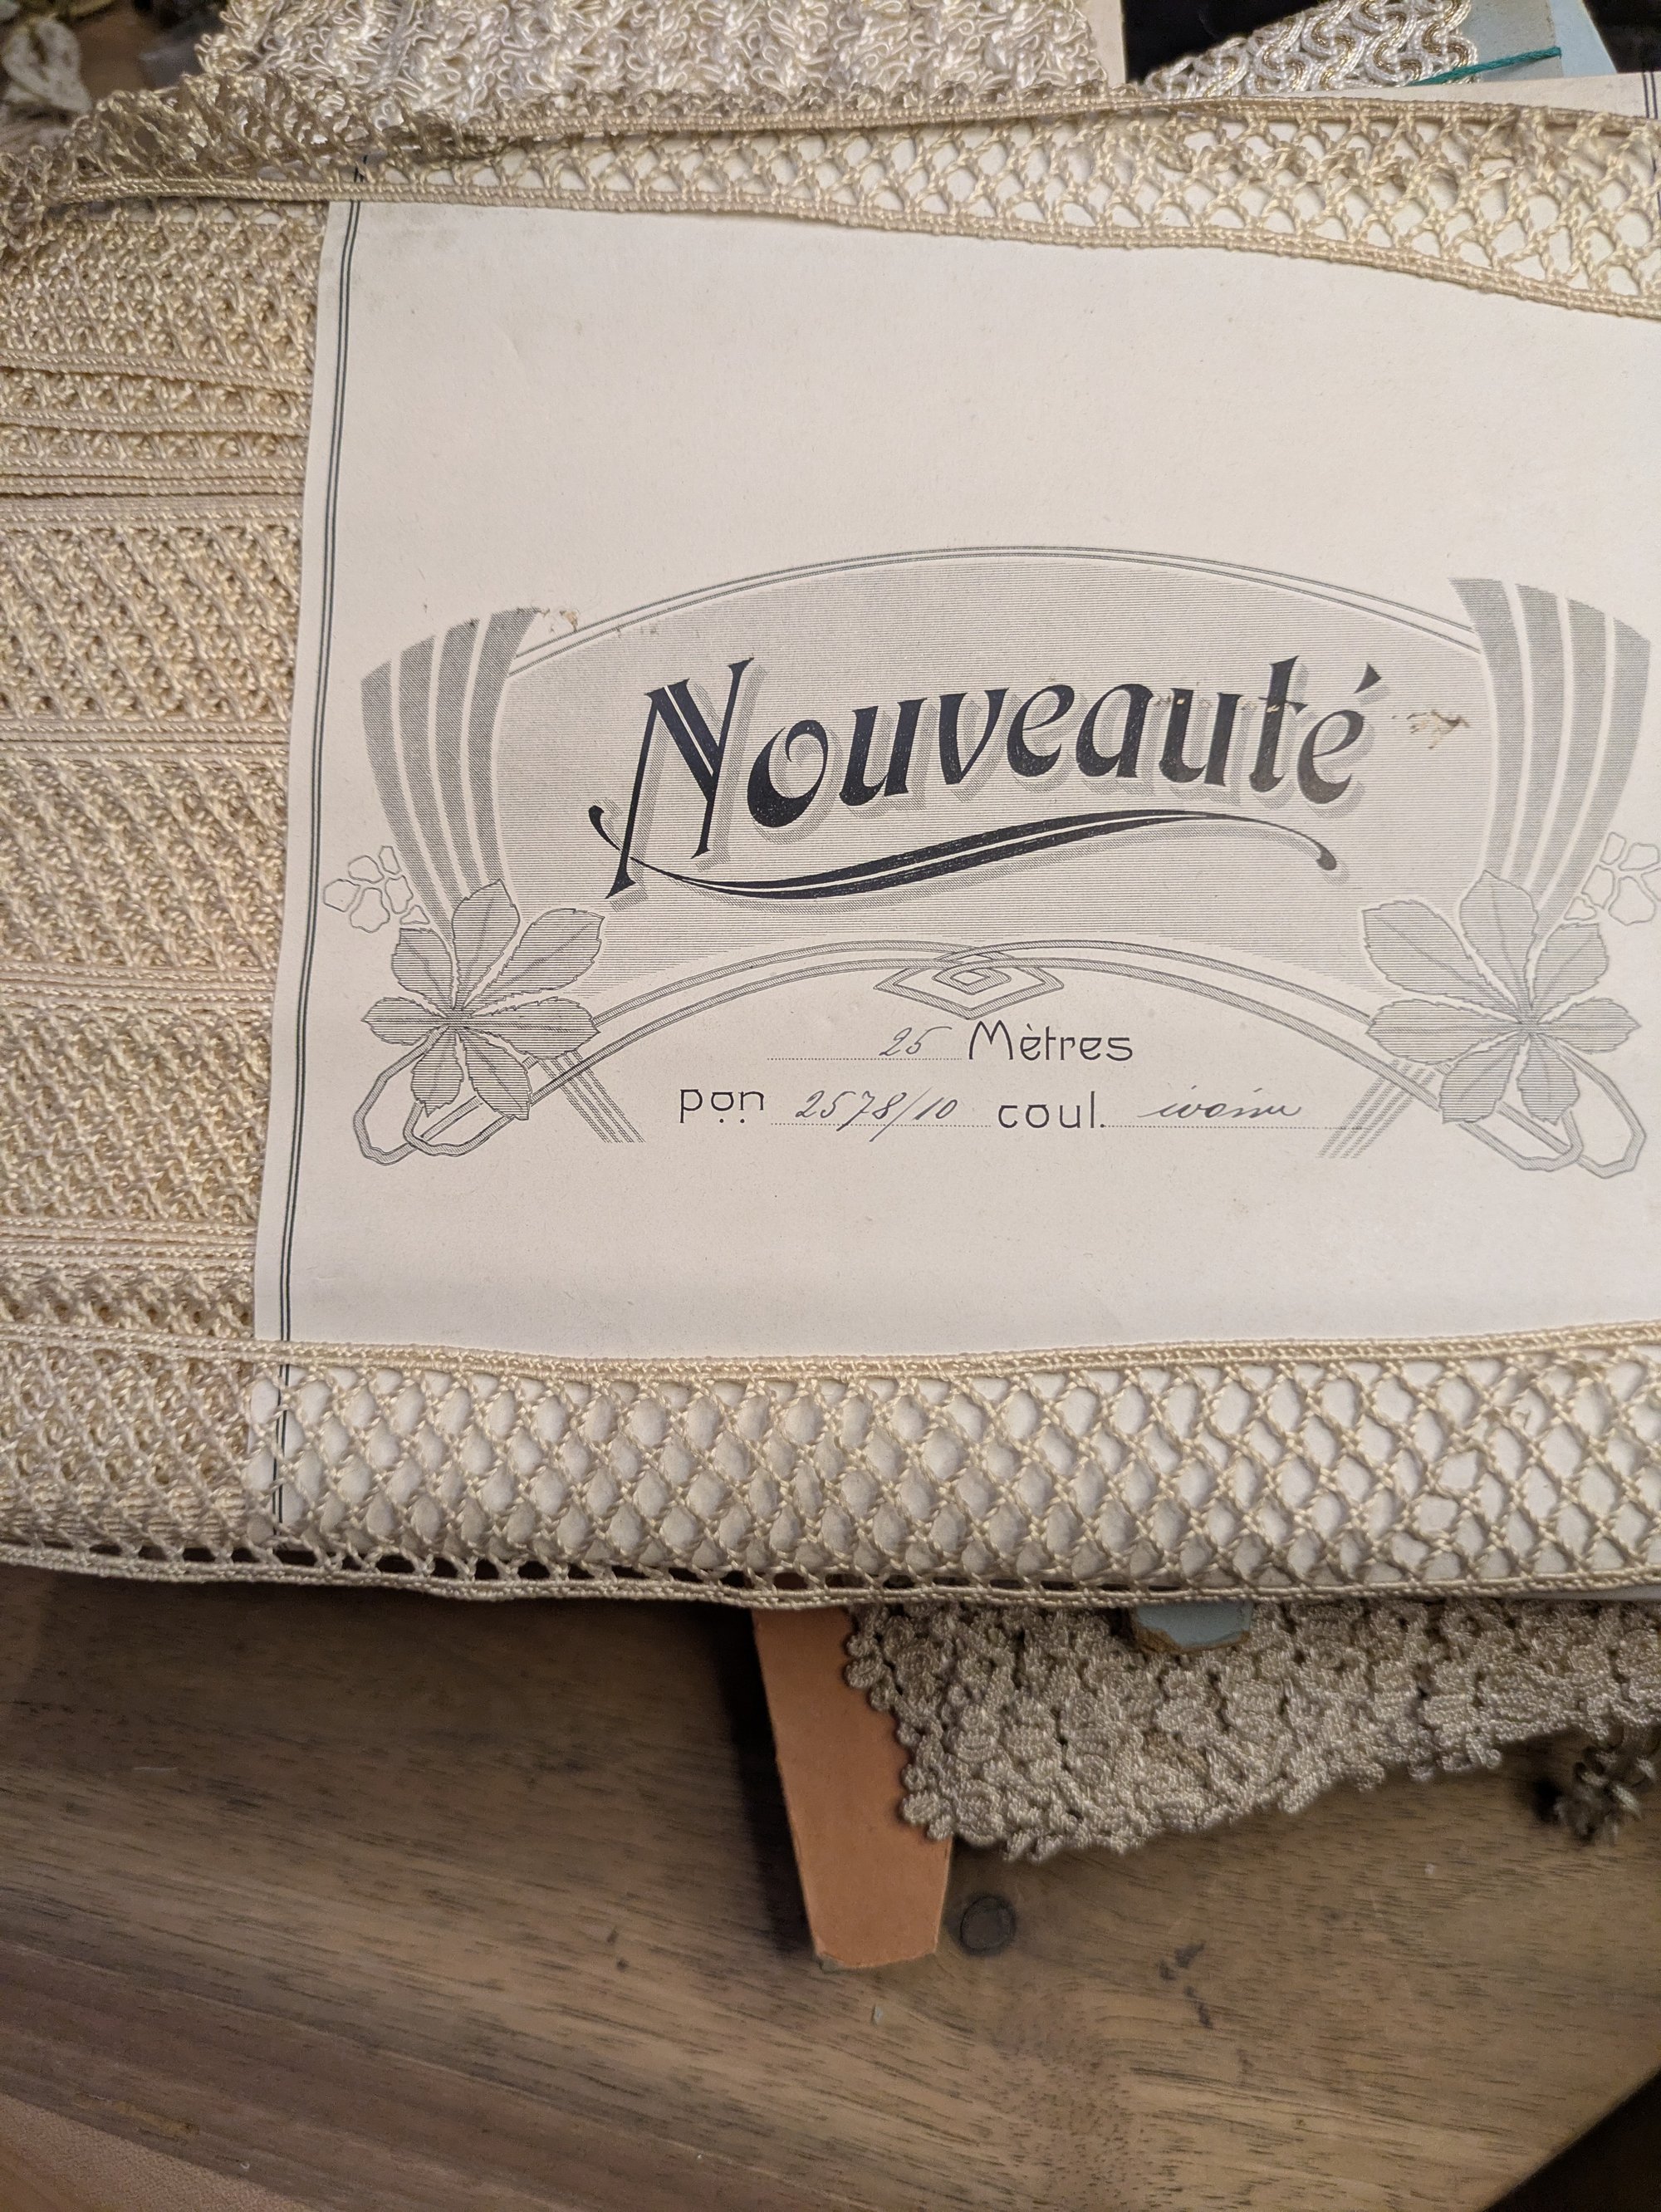 Nouveauté
25 Mètres
pon 2578/10 coul. ivoire